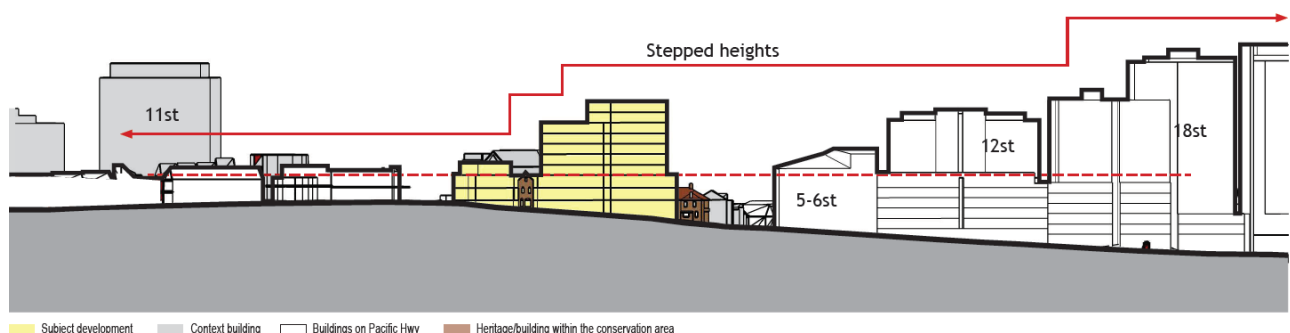 Stepped heights
11st
18st
12st
5-6st
Subject development
Context building
Buildings on Pacific Hwy
Heritage/building within the conservation area